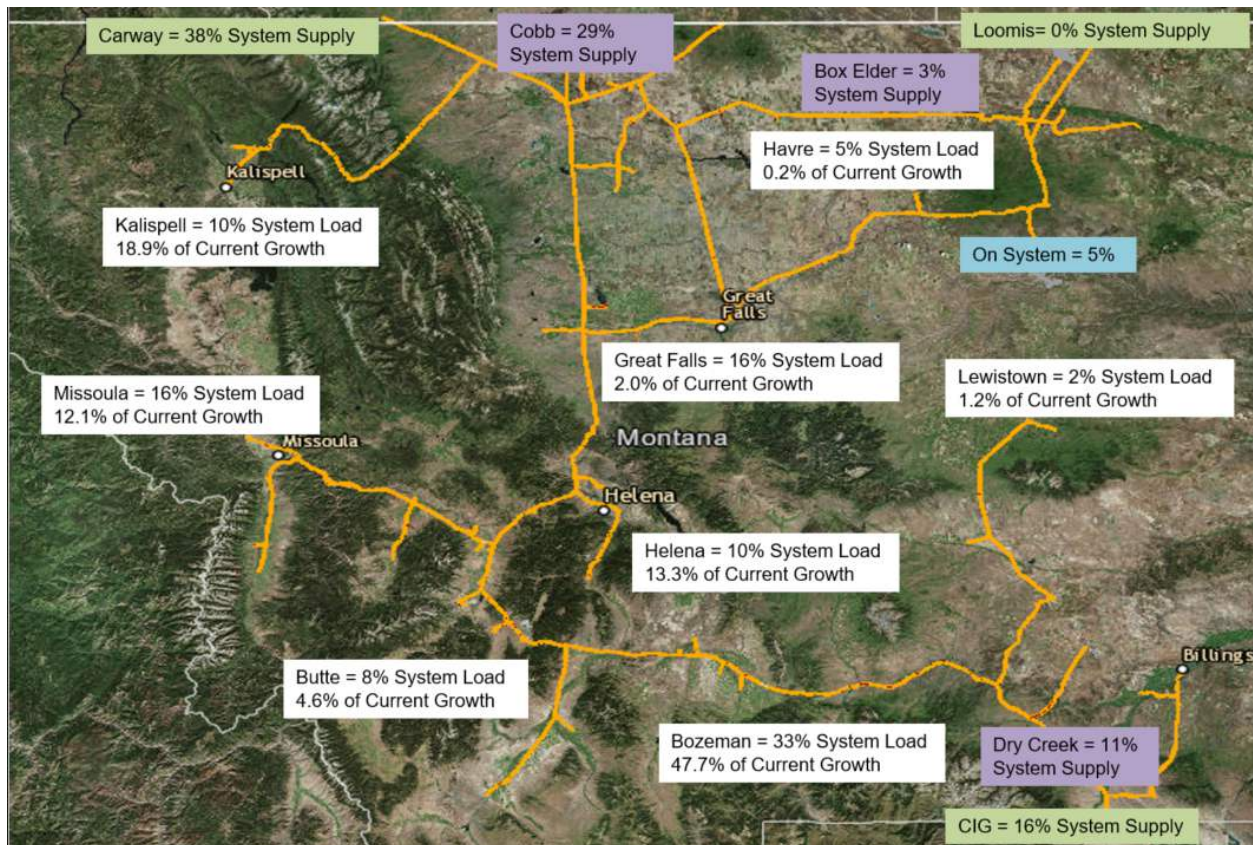 Carway = 38% System Supply
Cobb = 29%
System Supply
Loomis= 0% System Supply
Box Elder = 3%
System Supply
Havre = 5% System Load
0.2% of Current Growth
Kalispell
Kalispell = 10% System Load
18.9% of Current Growth
On System = 5%
Great
Falls
Great Falls = 16% System Load
2.0% of Current Growth
Lewistown = 2% System Load
1.2% of Current Growth
Missoula = 16% System Load
12.1% of Current Growth
Missoula
Montana
Helena
Helena = 10% System Load
13.3% of Current Growth
Billings
Butte = 8% System Load
4.6% of Current Growth
Bozeman = 33% System Load
47.7% of Current Growth
Dry Creek = 11%
System Supply
CIG = 16% System Supply